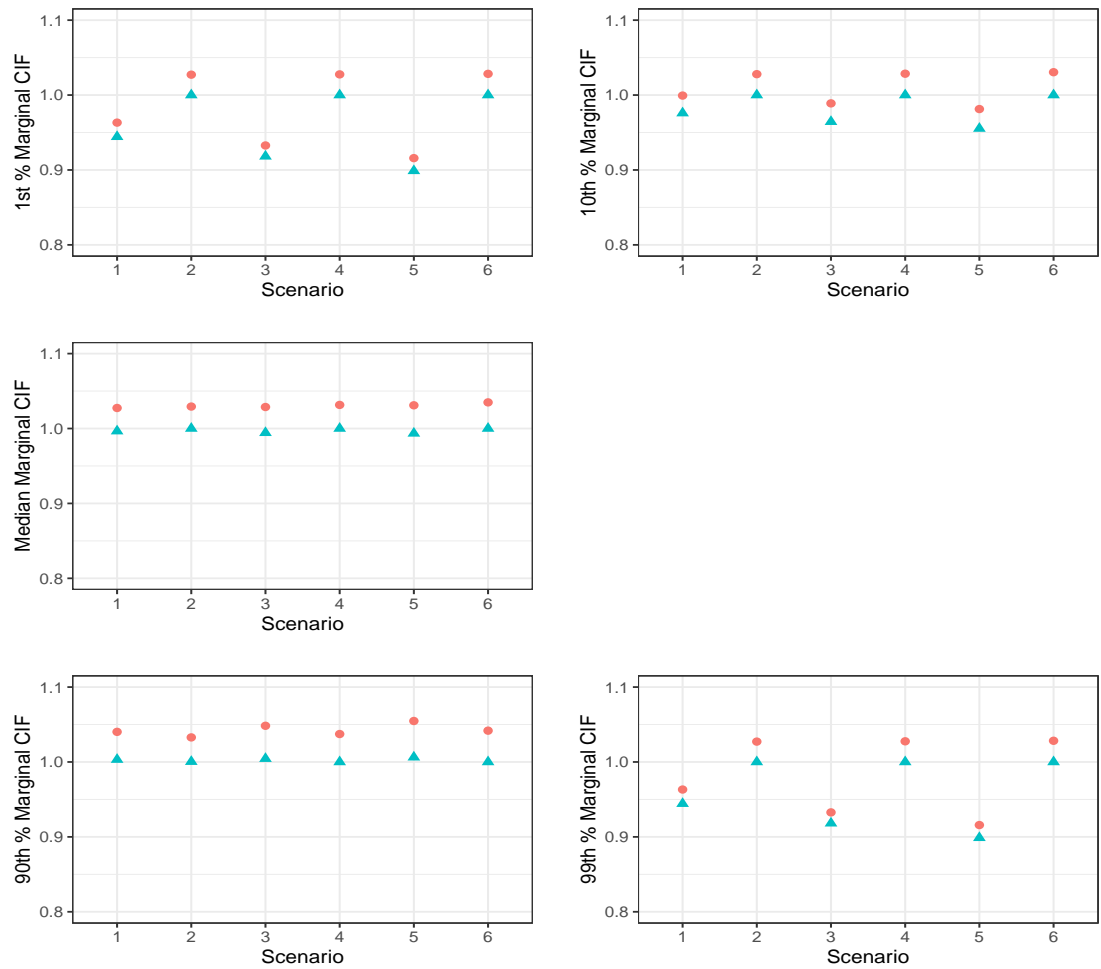 1st % Marginal CIF
1.1
1.0
0.9
0.8
1 2 3 4 5 6
Scenario
10th % Marginal CIF
1.1
1.0
0.9
0.8
1 2 3 4 5 6
Scenario
Median Marginal CIF
1.1
1.0
0.9
0.8
1 2 3 4 5 6
Scenario
90th % Marginal CIF
1.1
1.0
0.9
0.8
1 2 3 4 5 6
Scenario
99th % Marginal CIF
1.1
1.0
0.9
0.8
1 2 3 4 5 6
Scenario